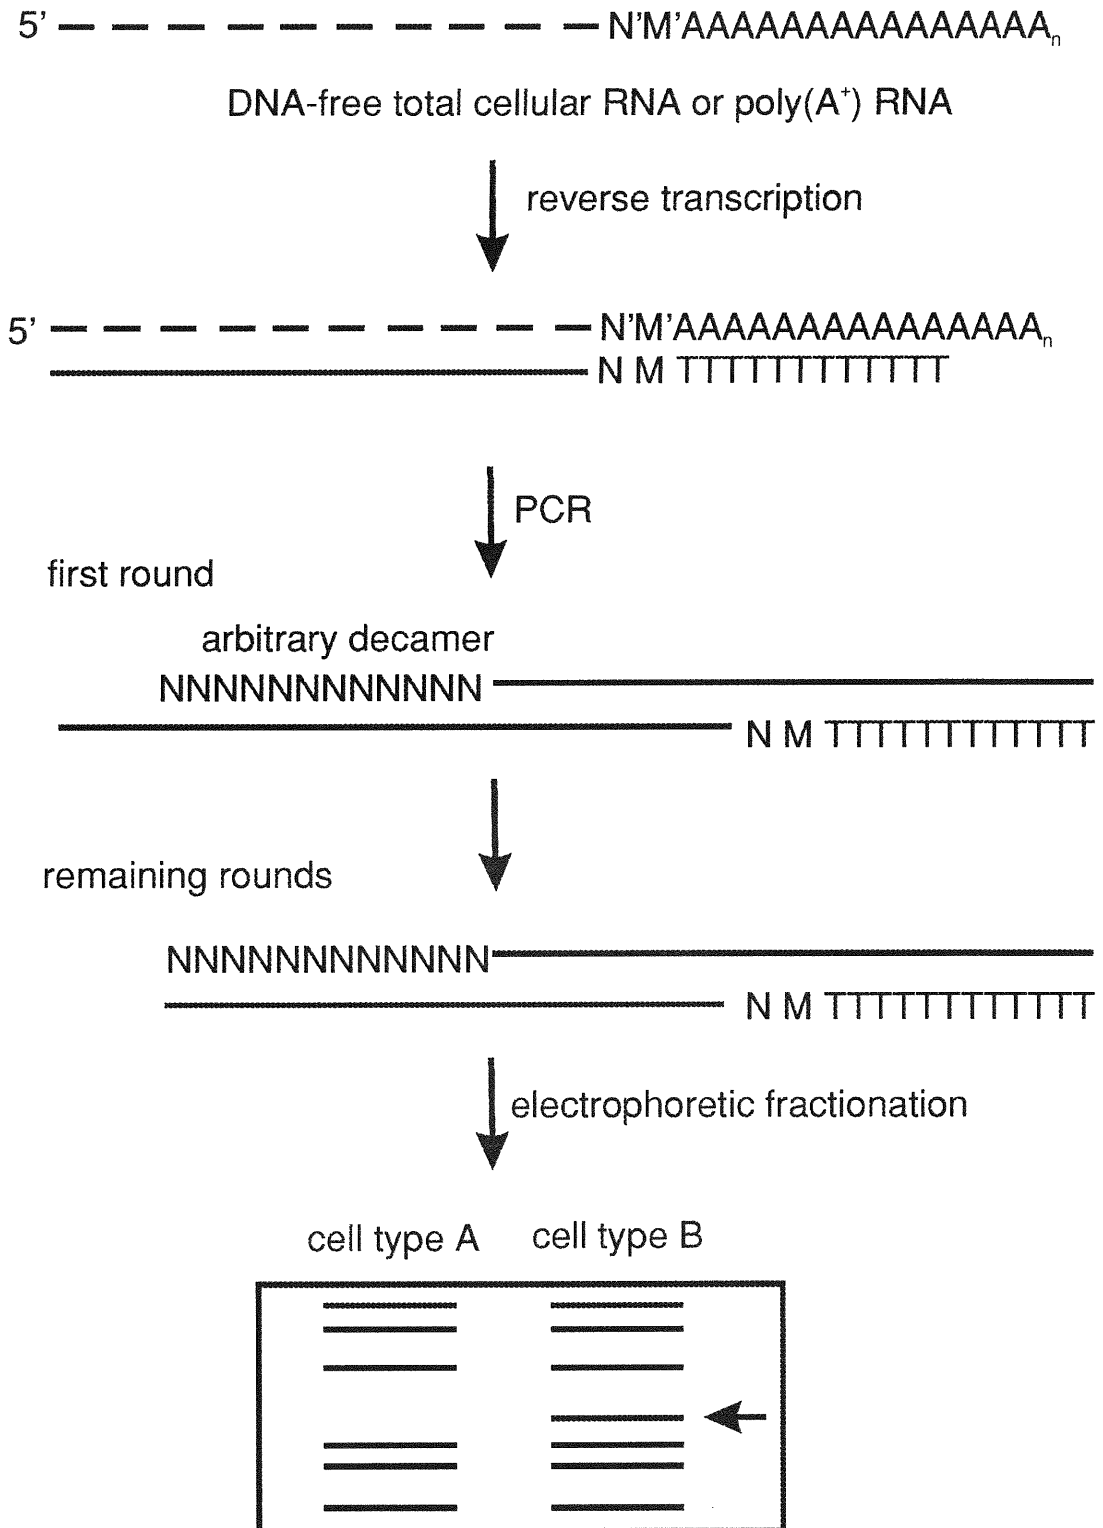 5’ N’M’AAAAAAAAAAAAAAAn
DNA-free total cellular RNA or poly(A+) RNA
reverse transcription
5’ N’M’AAAAAAAAAAAAAAAn
N M TTTTTTTTTTTT
PCR
first round
arbitrary decamer
NNNNNNNNNNNN
N M TTTTTTTTTTTT
remaining rounds
NNNNNNNNNNNN
N M TTTTTTTTTTTT
electrophoretic fractionation
cell type A cell type B